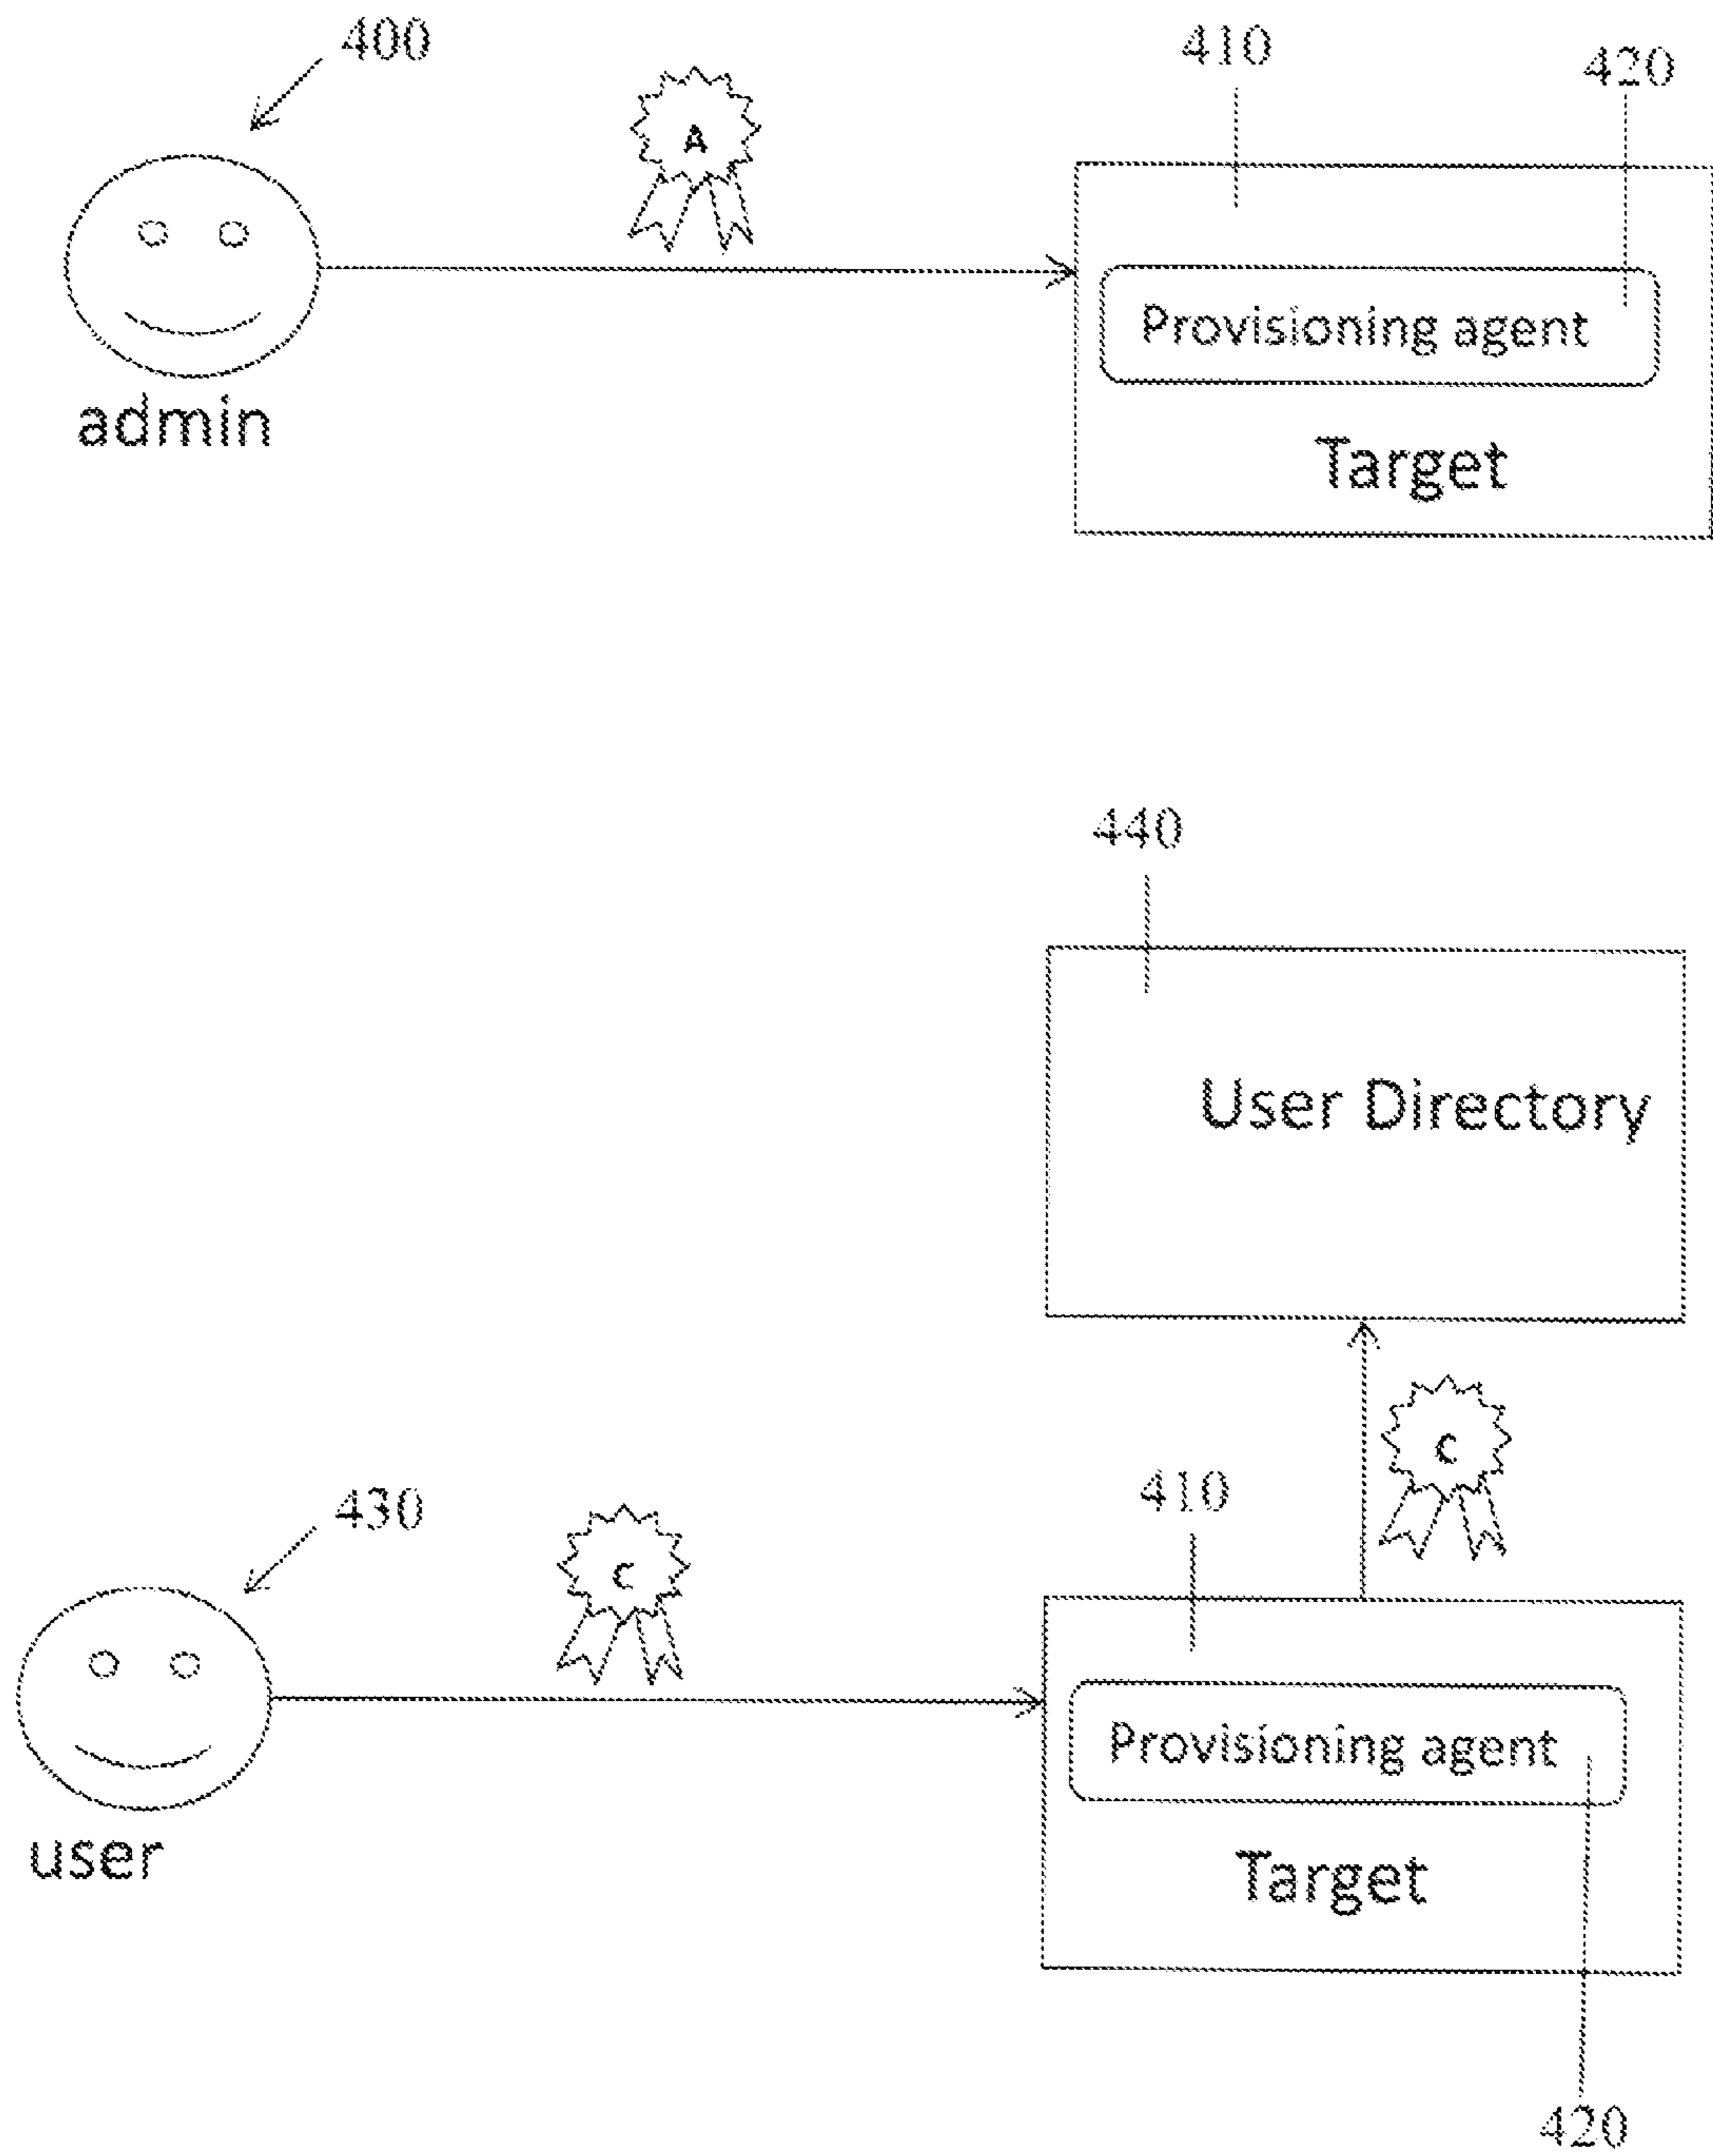 400
410
420
A
Provisioning agent
admin
Target
440
User Directory
C
410
430
C
Provisioning agent
user
Target
420